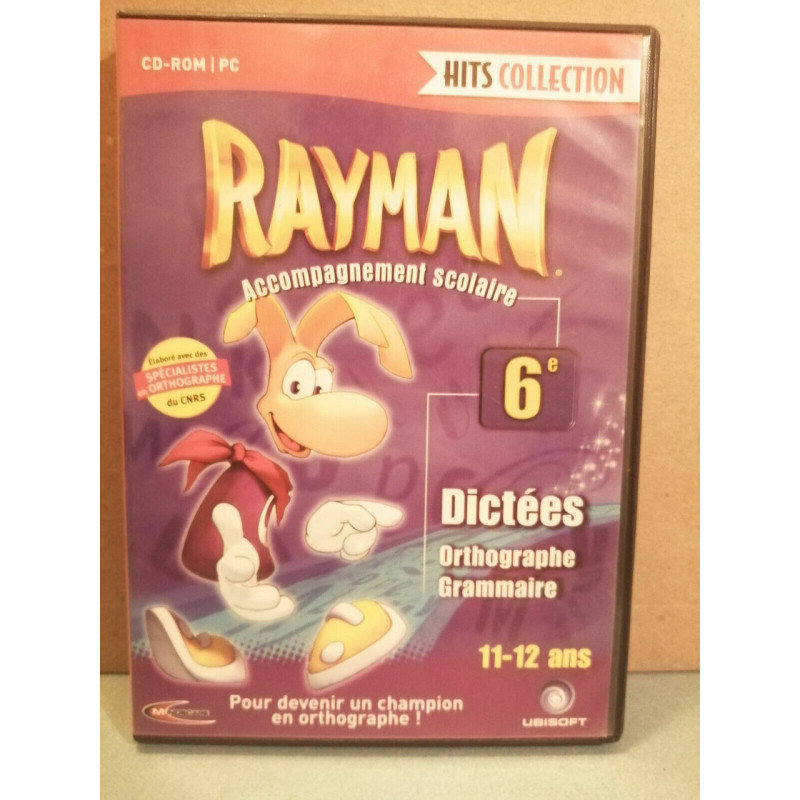 CD-ROM | PC
HITS COLLECTION
RAYMAN
Accompagnement scolaire
Elaboré avec des
SPÉCIALISTES
en ORTHOGRAPHE
du CNRS
6e
Dictées
Orthographe
Grammaire
11-12 ans
Pour devenir un champion
en orthographe !
UBISOFT